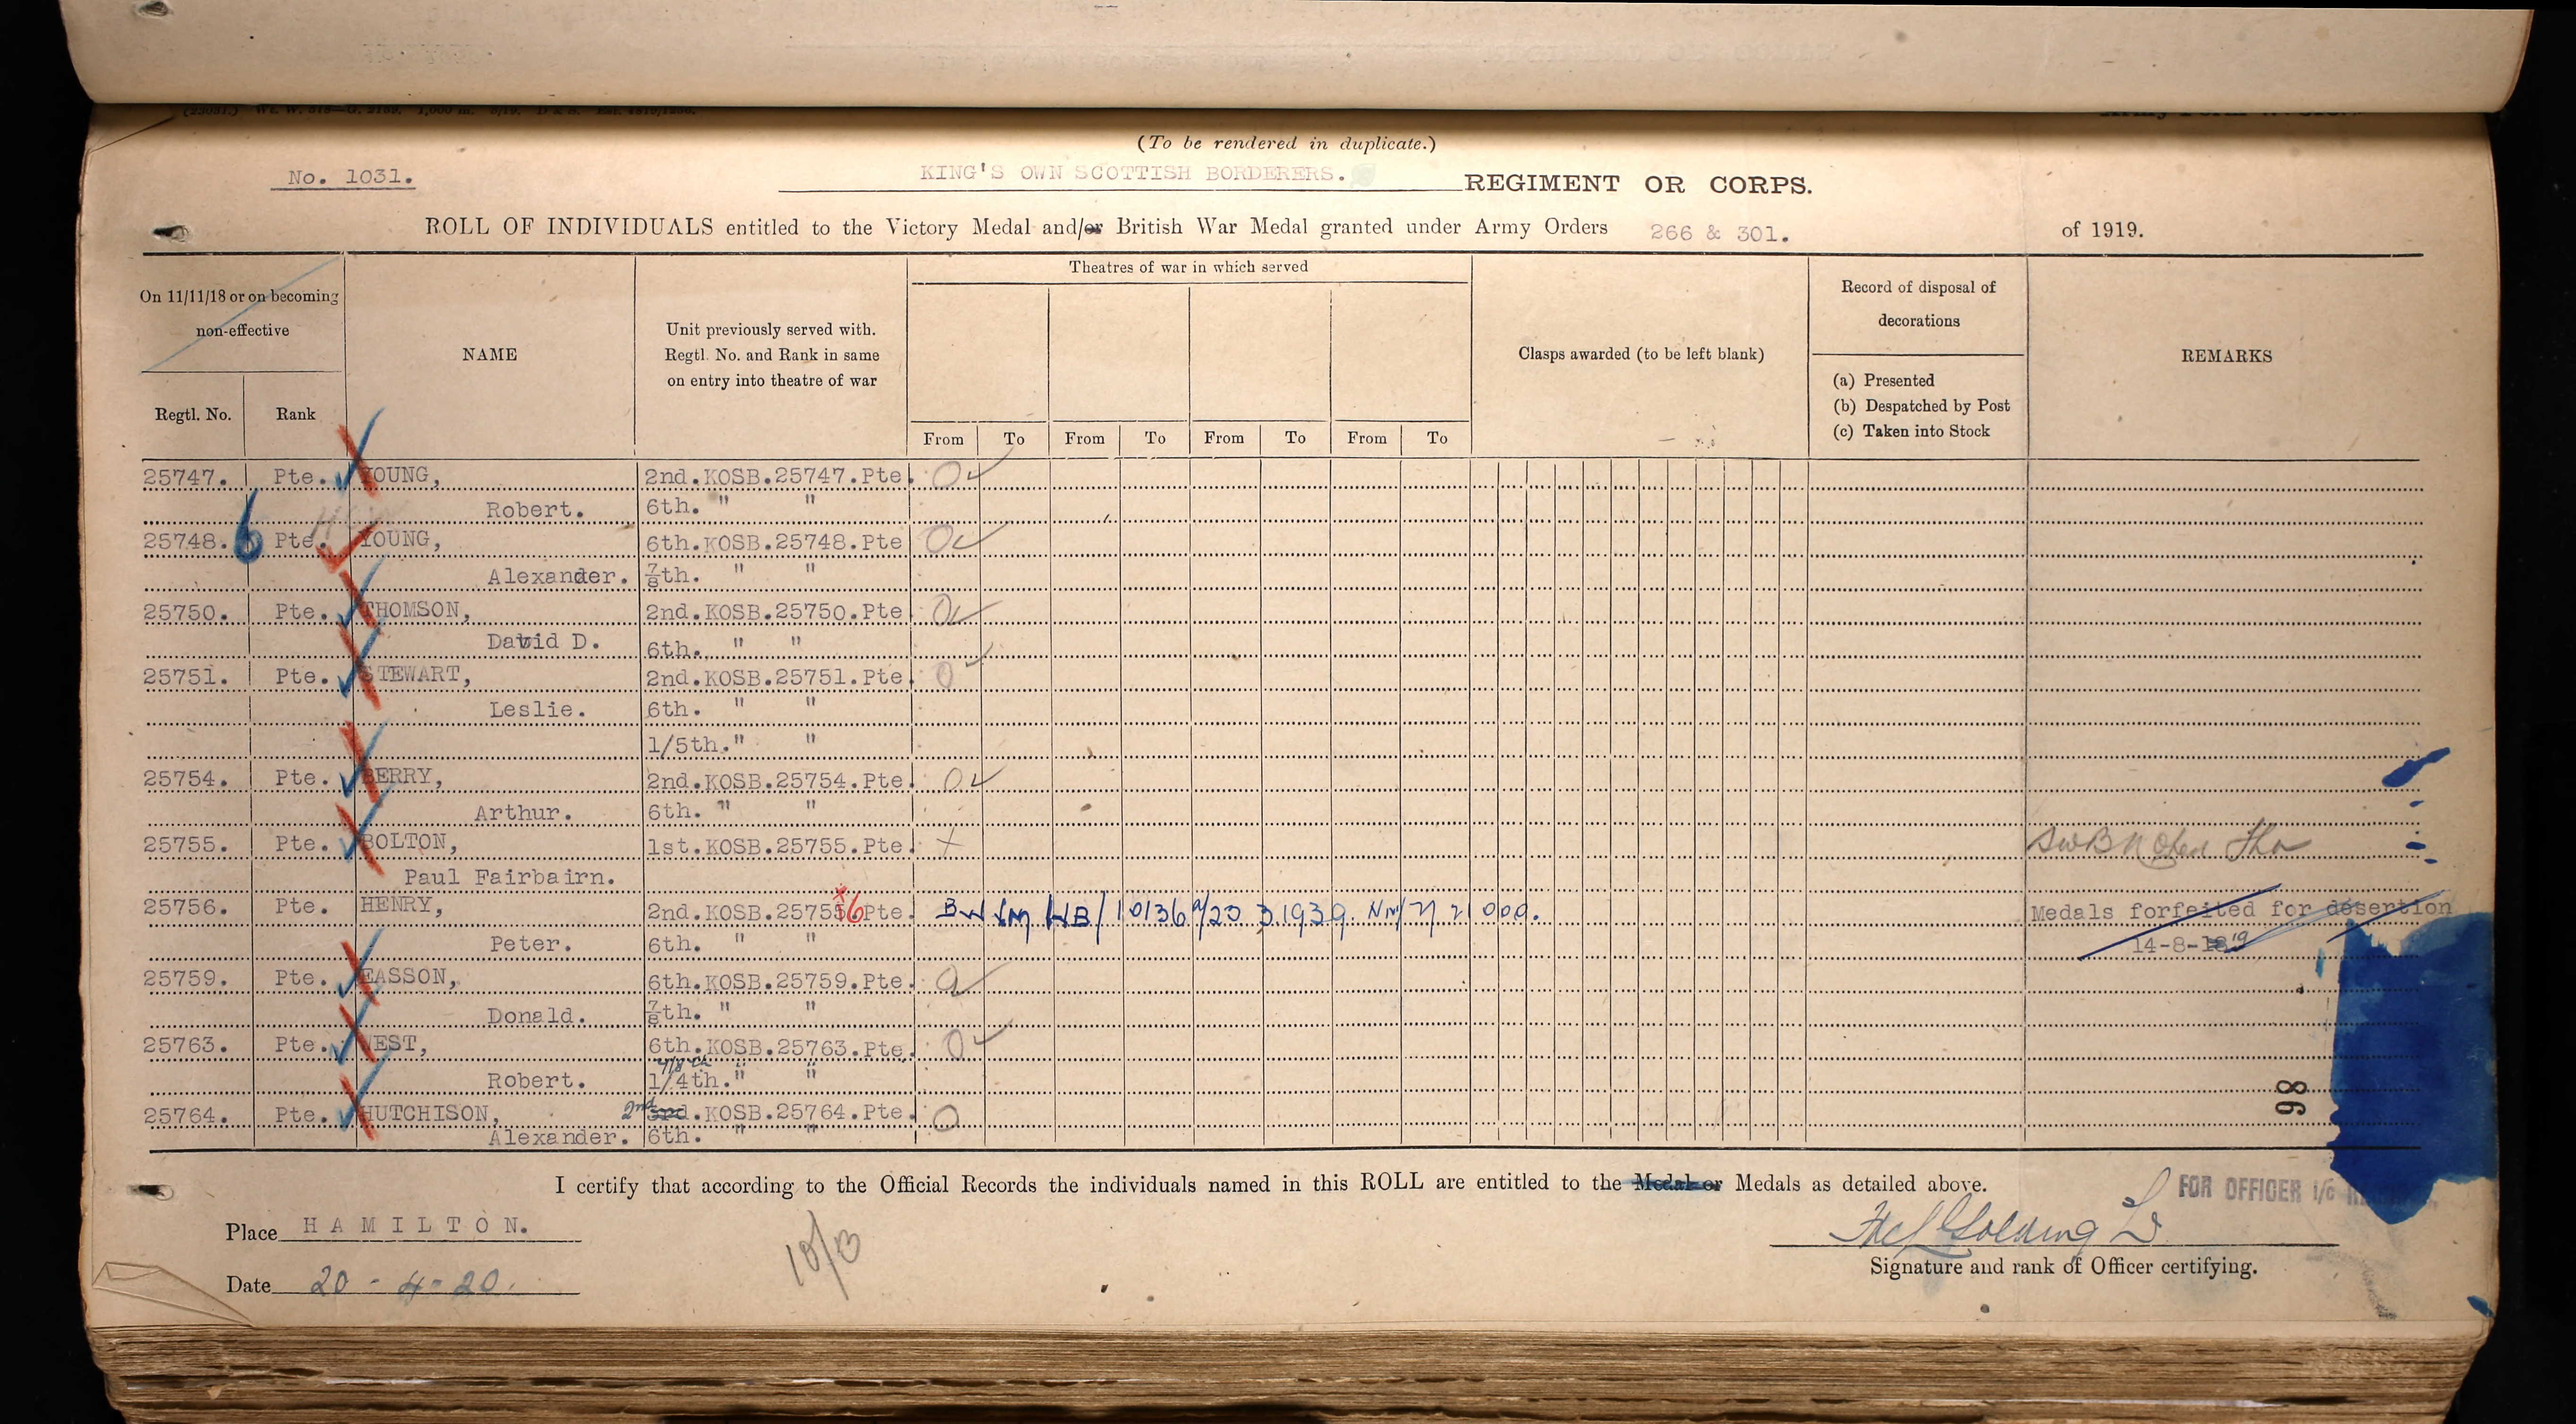 (To be rendered in duplicate.)
No. 1031.
KING'S OWN SCOTTISH BORDERERS. REGIMENT OR CORPS.
ROLL OF INDIVIDUALS entitled to the Victory Medal and/or British War Medal granted under Army Orders 266 & 301. of 1919.
On 11/11/18 or on becoming
non-effective
Regtl. No. Rank
NAME
Unit previously served with.
Regtl. No. and Rank in same
on entry into theatre of war
Theatres of war in which served
From To From To From To From To
Clasps awarded (to be left blank)
Record of disposal of
decorations
(a) Presented
(b) Despatched by Post
(c) Taken into Stock
REMARKS
25747. Pte. YOUNG, 2nd.KOSB.25747.Pte. O
Robert. 6th. " "
25748. 6 Pte. YOUNG, 6th.KOSB.25748.Pte O
Alexander. 7/8th. " "
25750. Pte. THOMSON, 2nd.KOSB.25750.Pte O
David D. 6th. " "
25751. Pte. STEWART, 2nd.KOSB.25751.Pte. O
Leslie. 6th. " "
1/5th. " "
25754. Pte. BERRY, 2nd.KOSB.25754.Pte. O
Arthur. 6th. " "
25755. Pte. BOLTON, 1st.KOSB.25755.Pte. + SWB
Paul Fairbairn.
25756. Pte. HENRY, 2nd.KOSB.25756 Pte. Medals forfeited for desertion
Peter. 6th. " " 14-8-19
25759. Pte. EASSON, 6th.KOSB.25759.Pte. O
Donald. 7/8th. " "
25763. Pte. WEST, 6th.KOSB.25763.Pte. O
7/8th
Robert. 1/4th. " "
25764. Pte. HUTCHISON, 2nd .KOSB.25764.Pte. O
Alexander. 6th. " "
98
I certify that according to the Official Records the individuals named in this ROLL are entitled to the Medal or Medals as detailed above.
FOR OFFICER i/c
Place HAMILTON.
Golding Lt
Signature and rank of Officer certifying.
Date 20-4-20.